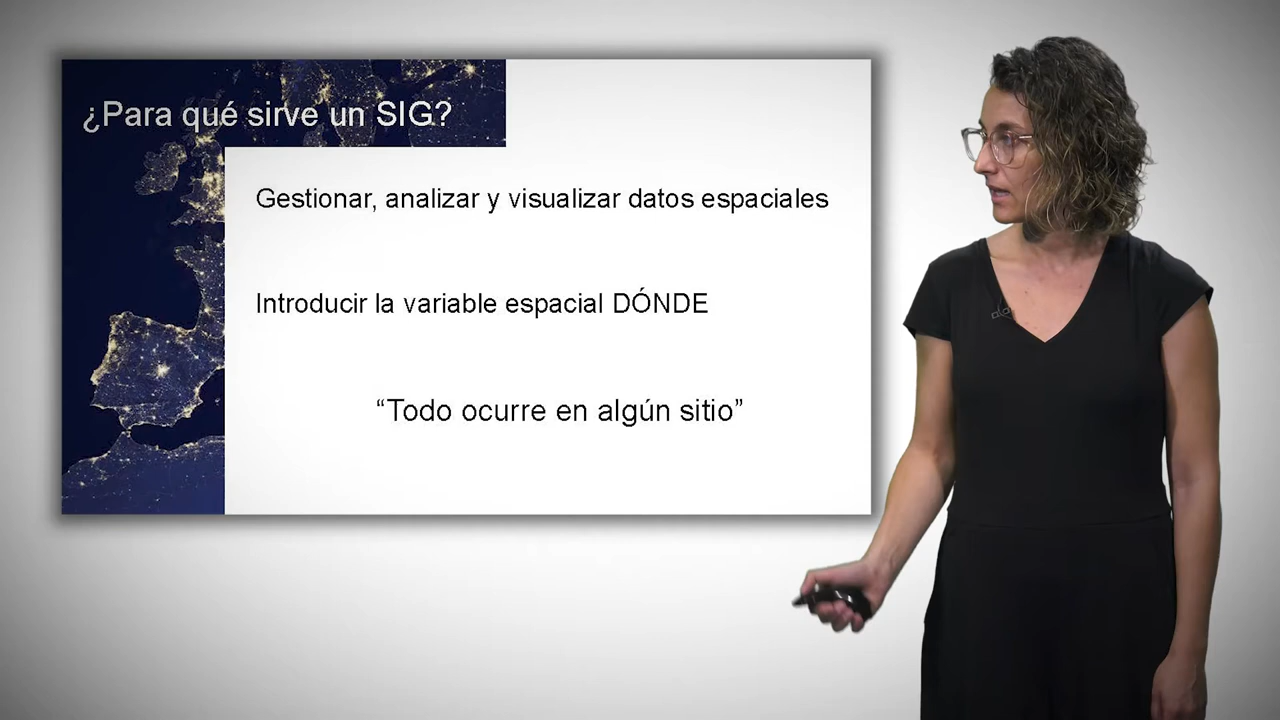 ¿Para qué sirve un SIG?
Gestionar, analizar y visualizar datos espaciales
Introducir la variable espacial DÓNDE
“Todo ocurre en algún sitio”